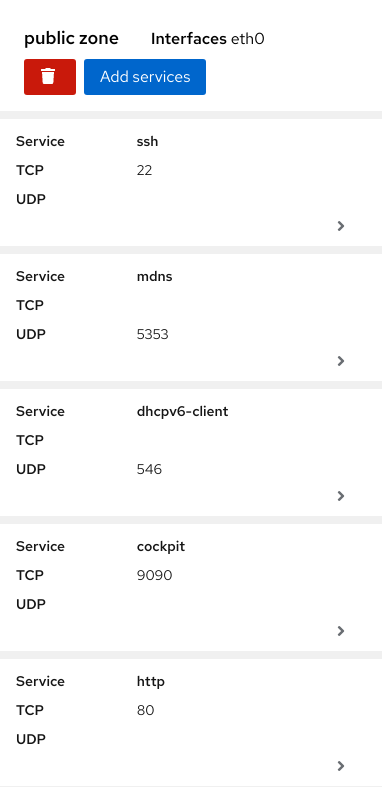 public zone Interfaces eth0
Add services
Service ssh
TCP 22
UDP
Service mdns
TCP
UDP 5353
Service dhcpv6-client
TCP
UDP 546
Service cockpit
TCP 9090
UDP
Service http
TCP 80
UDP